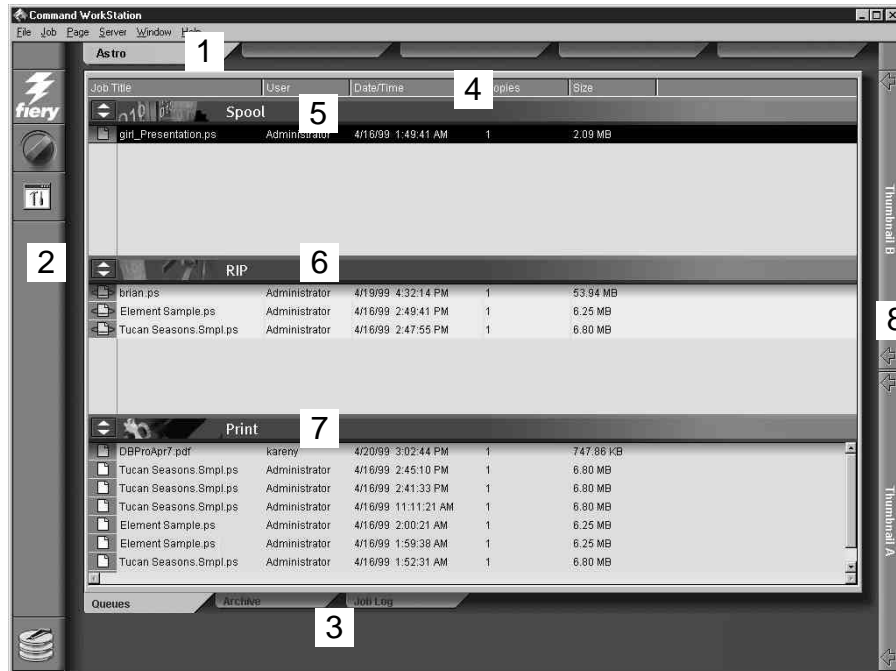 Command WorkStation
File Job Page Server Window Help
1
Astro
Job Title User Date/Time 4 Copies Size
fiery
Spool 5
girl_Presentation.ps Administrator 4/16/99 1:49:41 AM 1 2.09 MB
Thumbnail B
2
RIP 6
brian.ps Administrator 4/19/99 4:32:14 PM 1 53.94 MB
Element Sample.ps Administrator 4/16/99 2:49:41 PM 1 6.25 MB
Tucan Seasons.Smpl.ps Administrator 4/16/99 2:47:55 PM 1 6.80 MB
8
Print 7
DBProApr7.pdf kareny 4/20/99 3:02:44 PM 1 747.86 KB
Tucan Seasons.Smpl.ps Administrator 4/16/99 2:45:10 PM 1 6.80 MB
Tucan Seasons.Smpl.ps Administrator 4/16/99 2:41:33 PM 1 6.80 MB
Tucan Seasons.Smpl.ps Administrator 4/16/99 11:11:21 AM 1 6.80 MB
Element Sample.ps Administrator 4/16/99 2:00:21 AM 1 6.25 MB
Element Sample.ps Administrator 4/16/99 1:59:38 AM 1 6.25 MB
Tucan Seasons.Smpl.ps Administrator 4/16/99 1:52:31 AM 1 6.80 MB
Thumbnail A
Queues Archive Job Log
3